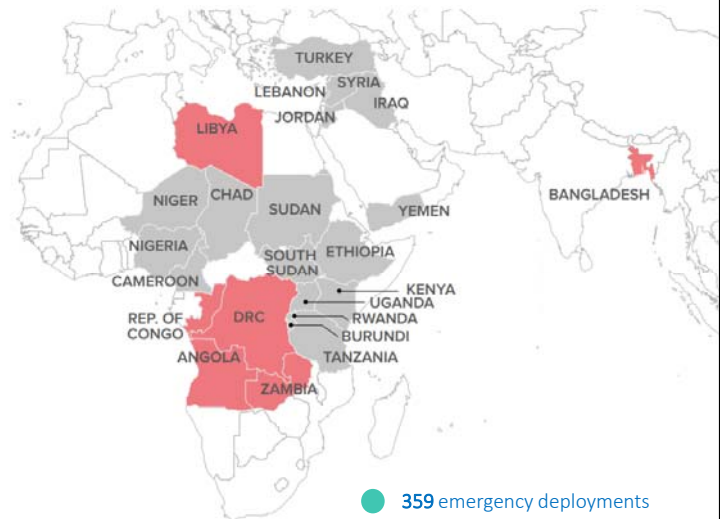 TURKEY
SYRIA
LEBANON
IRAQ
JORDAN
LIBYA
BANGLADESH
NIGER
CHAD
SUDAN
YEMEN
NIGERIA
ETHIOPIA
SOUTH
SUDAN
CAMEROON
KENYA
UGANDA
REP. OF
CONGO
DRC
RWANDA
BURUNDI
ANGOLA
TANZANIA
ZAMBIA
359 emergency deployments